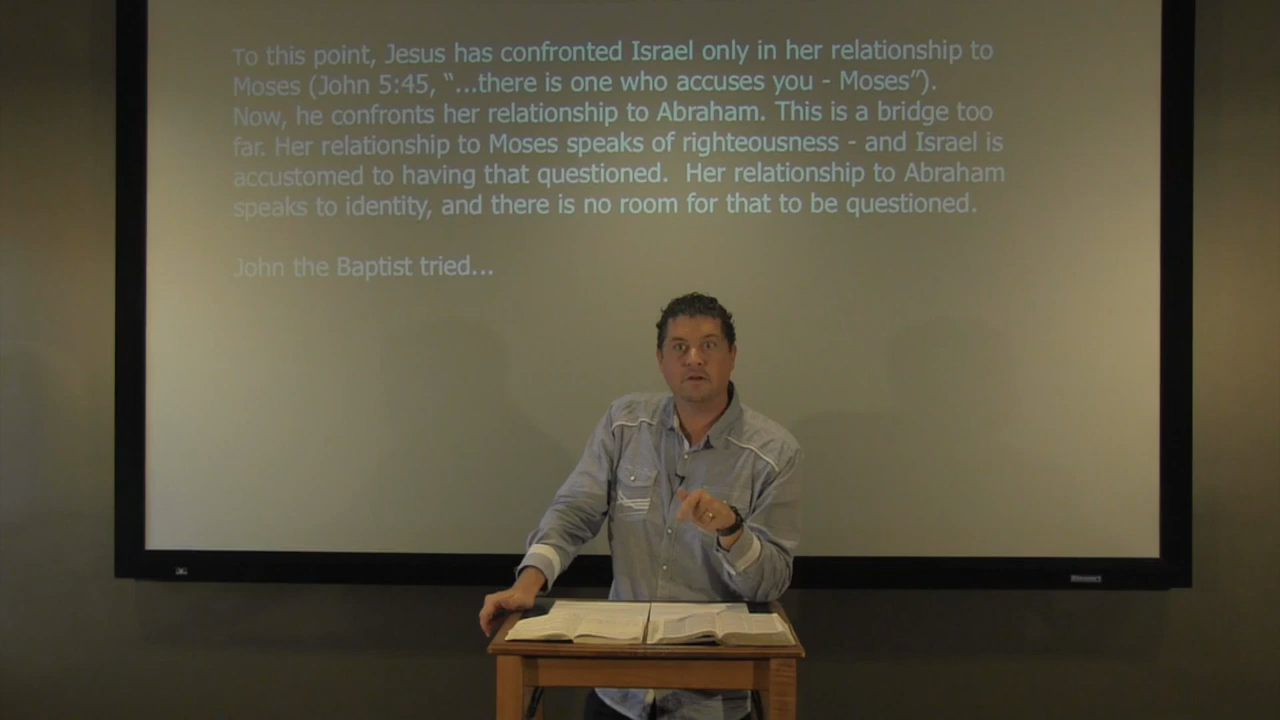 To this point, Jesus has confronted Israel only in her relationship to
Moses (John 5:45, “...there is one who accuses you - Moses”).
Now, he confronts her relationship to Abraham. This is a bridge too
far. Her relationship to Moses speaks of righteousness - and Israel is
accustomed to having that questioned.  Her relationship to Abraham
speaks to identity, and there is no room for that to be questioned.
John the Baptist tried...